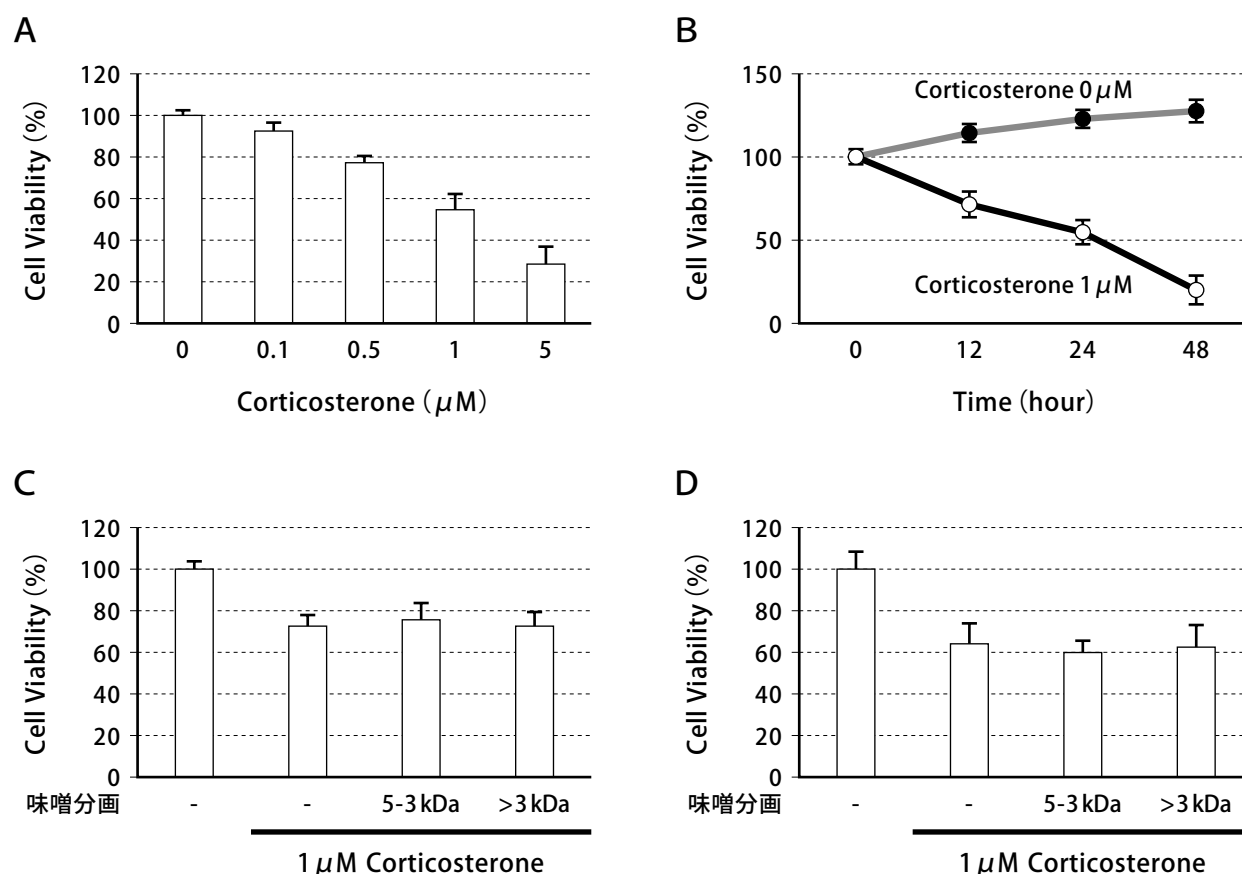 A
Cell Viability (%)
120
100
80
60
40
20
0
0 0.1 0.5 1 5
Corticosterone (μM)
B
Cell Viability (%)
150
100
50
0
Corticosterone 0 μM
Corticosterone 1 μM
0 12 24 48
Time (hour)
C
Cell Viability (%)
120
100
80
60
40
20
0
味噌分画 - - 5-3 kDa >3 kDa
1 μM Corticosterone
D
Cell Viability (%)
120
100
80
60
40
20
0
味噌分画 - - 5-3 kDa >3 kDa
1 μM Corticosterone